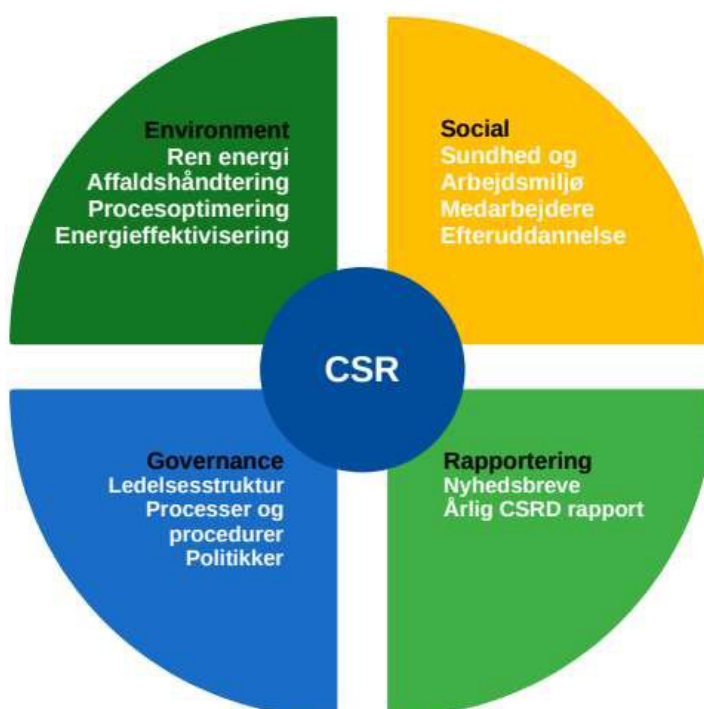 Environment
Ren energi
Affaldshåndtering
Procesoptimering
Energieffektivisering
Social
Sundhed og
Arbejdsmiljø
Medarbejdere
Efteruddannelse
CSR
Governance
Ledelsesstruktur
Processer og
procedurer
Politikker
Rapportering
Nyhedsbreve
Årlig CSRD rapport